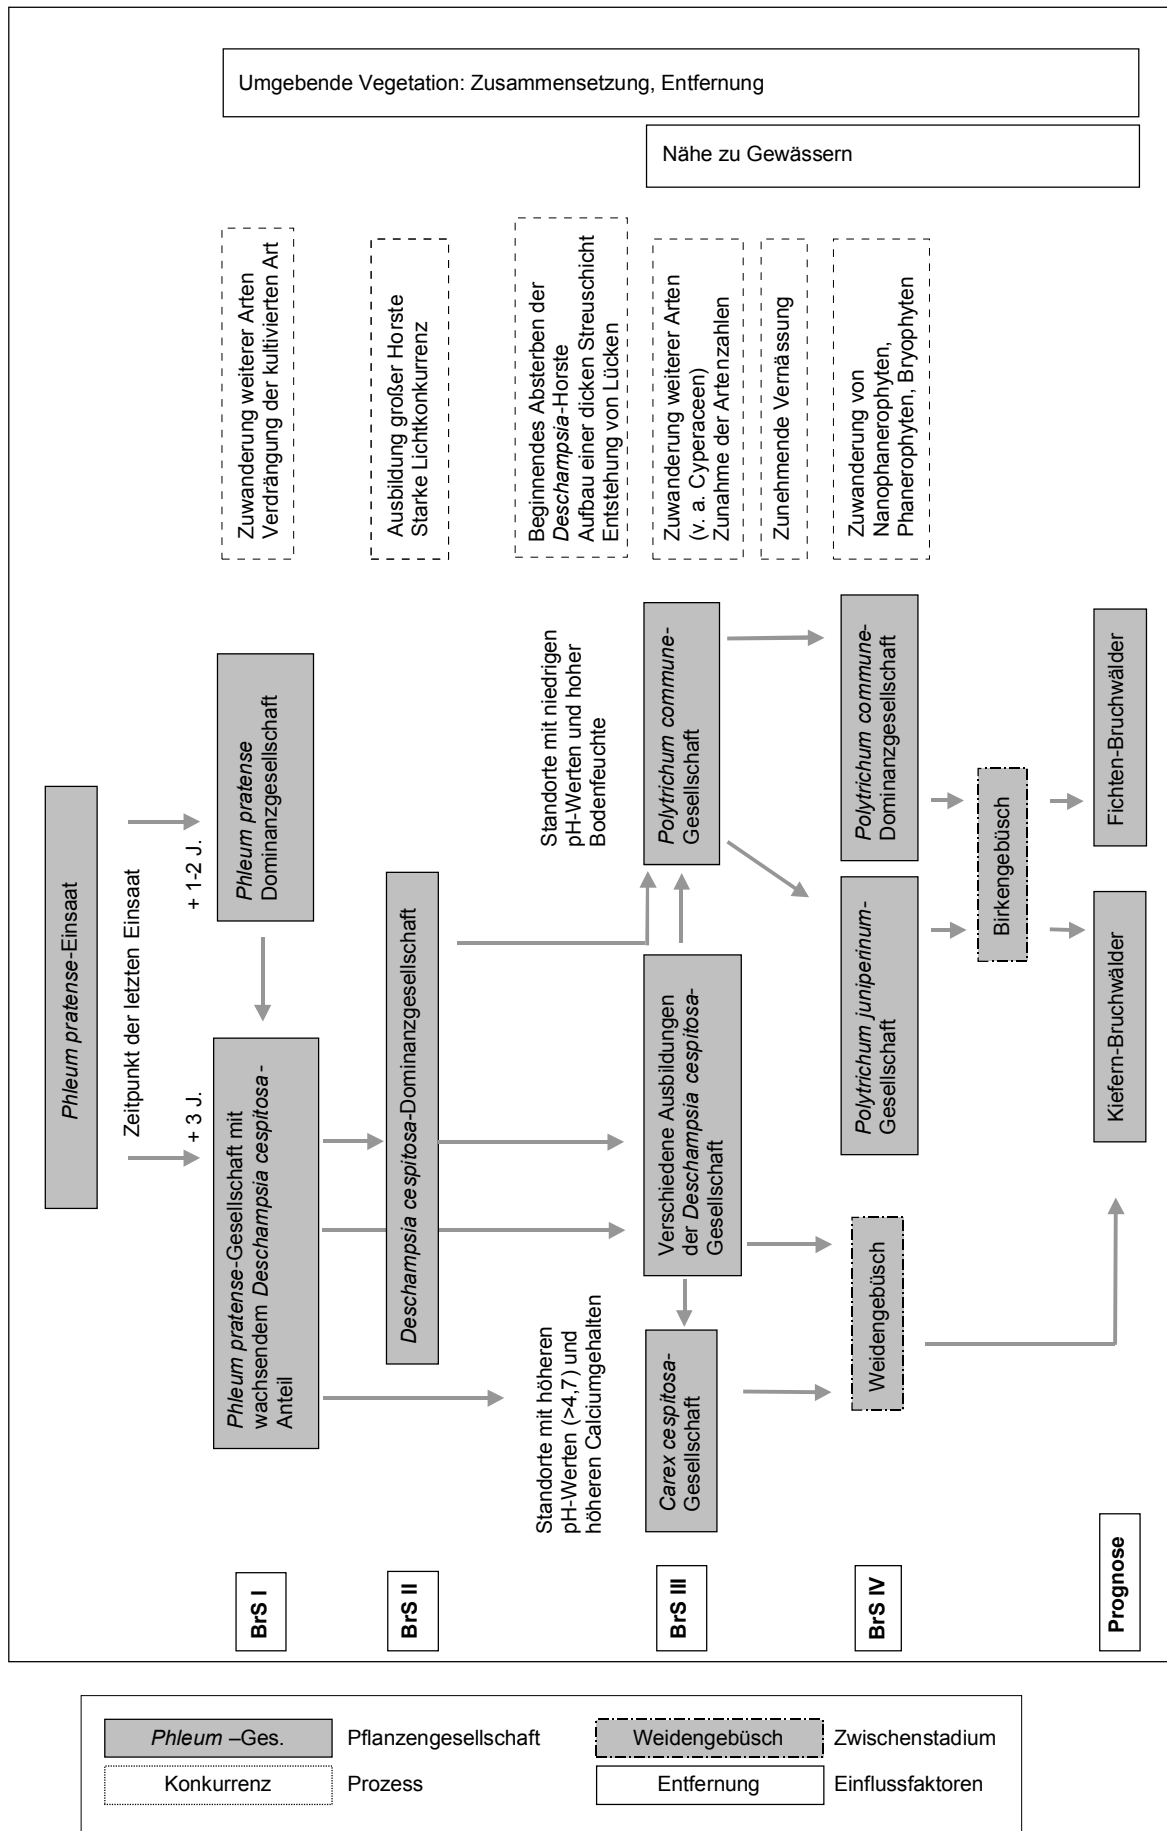 Umgebende Vegetation: Zusammensetzung, Entfernung
Nähe zu Gewässern
Zuwanderung weiterer Arten
Verdrängung der kultivierten Art
Ausbildung großer Horste
Starke Lichtkonkurrenz
Beginnendes Absterben der
Deschampsia-Horste
Aufbau einer dicken Streuschicht
Entstehung von Lücken
Zuwanderung weiterer Arten
(v. a. Cyperaceen)
Zunahme der Artenzahlen
Zunehmende Vernässung
Zuwanderung von
Nanophanerophyten,
Phanerophyten, Bryophyten
Phleum pratense-Einsaat
Zeitpunkt der letzten Einsaat
+ 1-2 J.
+ 3 J.
Phleum pratense
Dominanzgesellschaft
Phleum pratense-Gesellschaft mit
wachsendem Deschampsia cespitosa-
Anteil
Deschampsia cespitosa-Dominanzgesellschaft
Standorte mit niedrigen
pH-Werten und hoher
Bodenfeuchte
Standorte mit höheren
pH-Werten (>4,7) und
höheren Calciumgehalten
Polytrichum commune-
Gesellschaft
Verschiedene Ausbildungen
der Deschampsia cespitosa-
Gesellschaft
Carex cespitosa-
Gesellschaft
Polytrichum commune-
Dominanzgesellschaft
Polytrichum juniperinum-
Gesellschaft
Weidengebüsch
Birkengebüsch
Fichten-Bruchwälder
Kiefern-Bruchwälder
BrS I
BrS II
BrS III
BrS IV
Prognose
Phleum –Ges.
Pflanzengesellschaft
Weidengebüsch
Zwischenstadium
Konkurrenz
Prozess
Entfernung
Einflussfaktoren